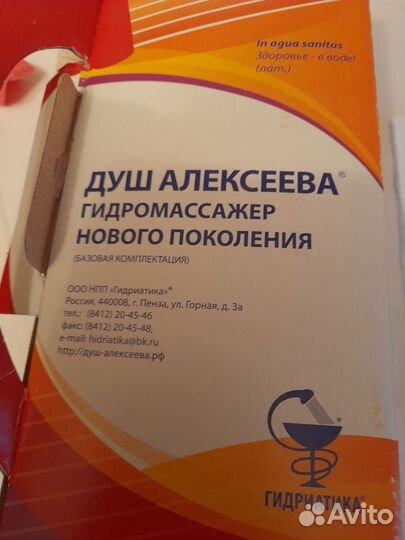 In aqua sanitas
Здоровье - в воде!
(лат.)
ДУШ АЛЕКСЕЕВА®
ГИДРОМАССАЖЕР
НОВОГО ПОКОЛЕНИЯ
(БАЗОВАЯ КОМПЛЕКТАЦИЯ)
ООО НПП «Гидриатика»®
Россия, 440008, г. Пенза, ул. Горная, д. 3а
тел.: (8412) 20-45-46
факс: (8412) 20-45-48,
e-mail: hidriatika@bk.ru
http://душ-алексеева.рф
ГИДРИАТИКА®
Avito